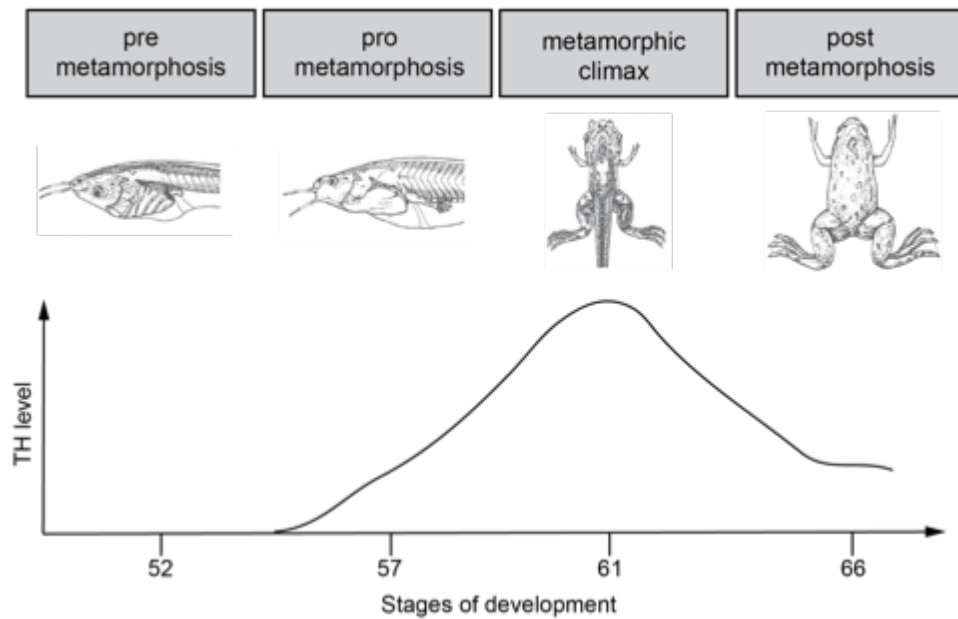 pre
metamorphosis
pro
metamorphosis
metamorphic
climax
post
metamorphosis
TH level
52
57
61
66
Stages of development